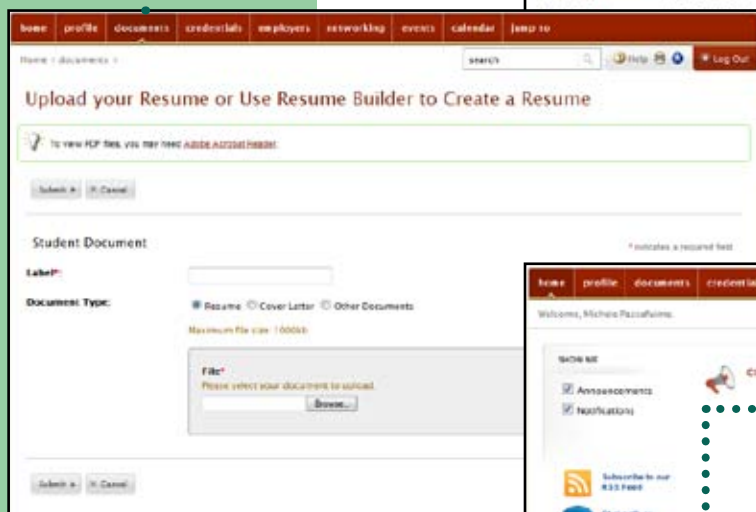 home profile documents credentials employers networking events calendar jump to
Home > documents >
search Help Log Out
Upload your Resume or Use Resume Builder to Create a Resume
To view PDF files, you may need Adobe Acrobat Reader.
Submit Cancel
Student Document
* indicates a required field
Label*:
Document Type: Resume Cover Letter Other Documents
Maximum file size: 1000kb
File*
Please select your document to upload.
Browse...
Submit Cancel
home profile documents
Welcome, Michele
SHOW ME
Announcements
Notifications
Subscribe to our
RSS Feed